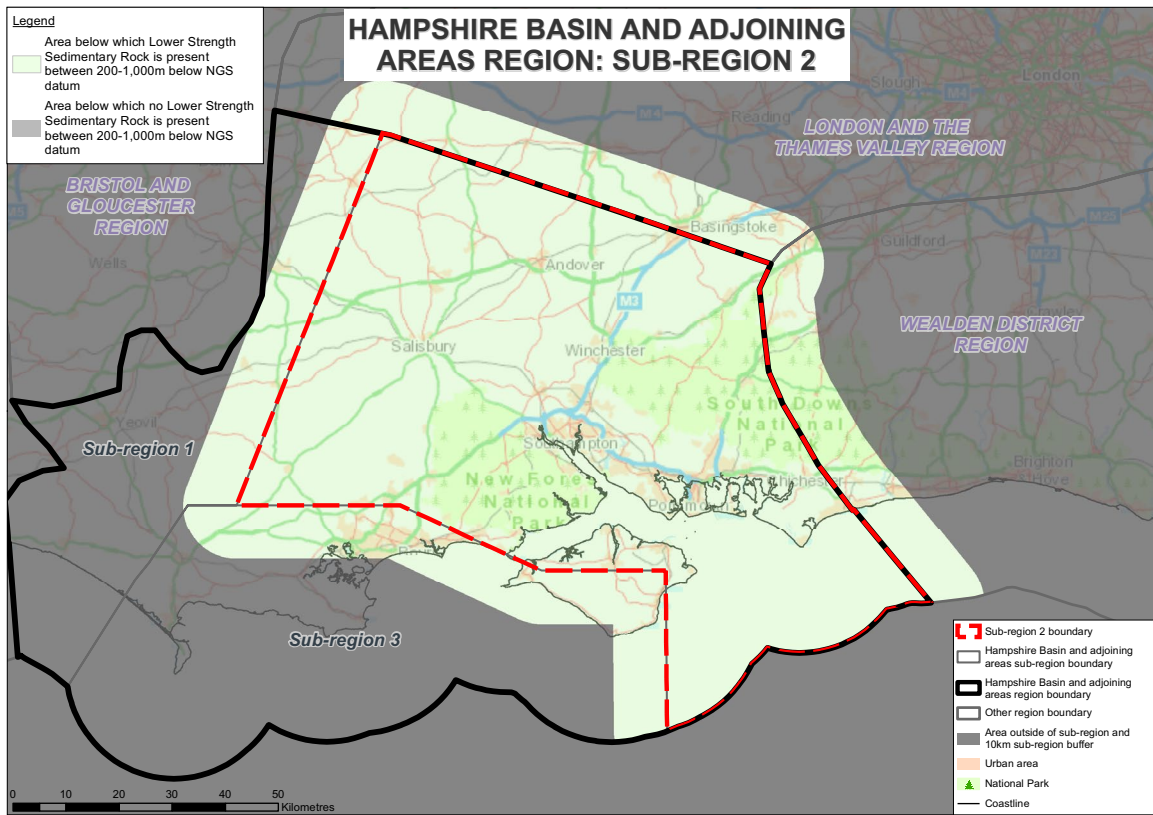 Legend
Area below which Lower Strength
Sedimentary Rock is present
between 200-1,000m below NGS
datum
Area below which no Lower Strength
Sedimentary Rock is present
between 200-1,000m below NGS
datum
HAMPSHIRE BASIN AND ADJOINING
AREAS REGION: SUB-REGION 2
Slough
London
M4
M4
Reading
LONDON AND THE
THAMES VALLEY REGION
BRISTOL AND
GLOUCESTER
REGION
M25
Basingstoke
Guildford
M23
Wells
Andover
M3
WEALDEN DISTRICT
REGION
Salisbury
Winchester
South Downs
National
Park
Yeovil
Sub-region 1
Southampton
Brighton
Hove
Chichester
New Fore
National
Park
Portsmouth
Sub-region 3
Sub-region 2 boundary
Hampshire Basin and adjoining
areas sub-region boundary
Hampshire Basin and adjoining
areas region boundary
Other region boundary
Area outside of sub-region and
10km sub-region buffer
Urban area
National Park
Coastline
0 10 20 30 40 50
Kilometres